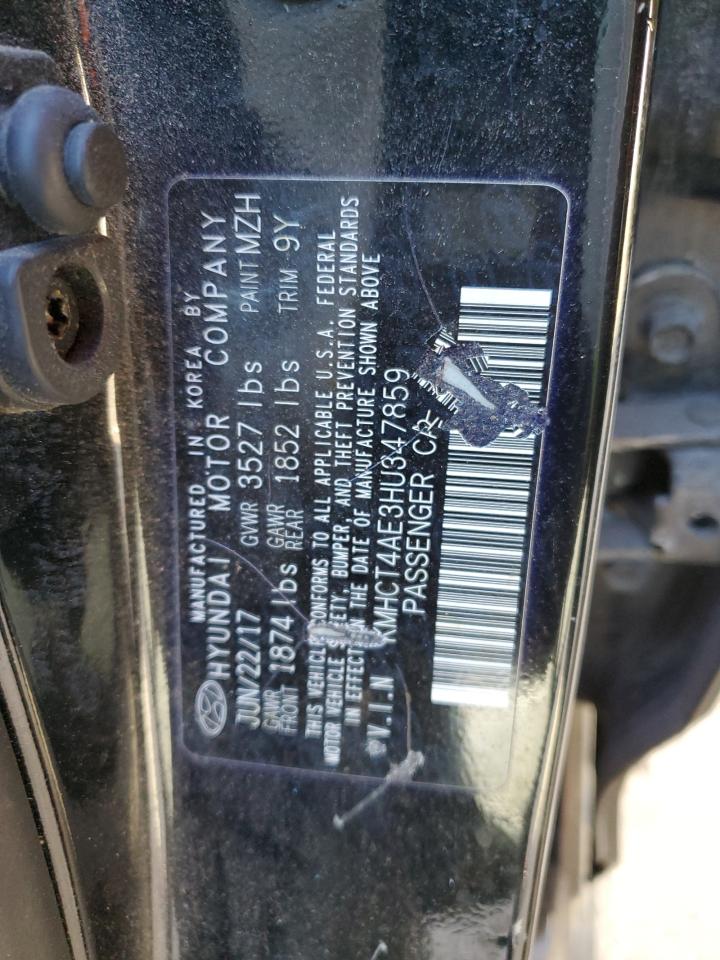 MANUFACTURED IN KOREA BY
HYUNDAI MOTOR COMPANY
JUN/22/17 GVWR 3527 lbs PAINT MZH
GAWR FRONT 1874 lbs GAWR REAR 1852 lbs TRIM 9Y
THIS VEHICLE CONFORMS TO ALL APPLICABLE U.S.A. FEDERAL
MOTOR VEHICLE SAFETY, BUMPER, AND THEFT PREVENTION STANDARDS
IN EFFECT ON THE DATE OF MANUFACTURE SHOWN ABOVE
V.I.N KMHCT4AE3HU347859
PASSENGER